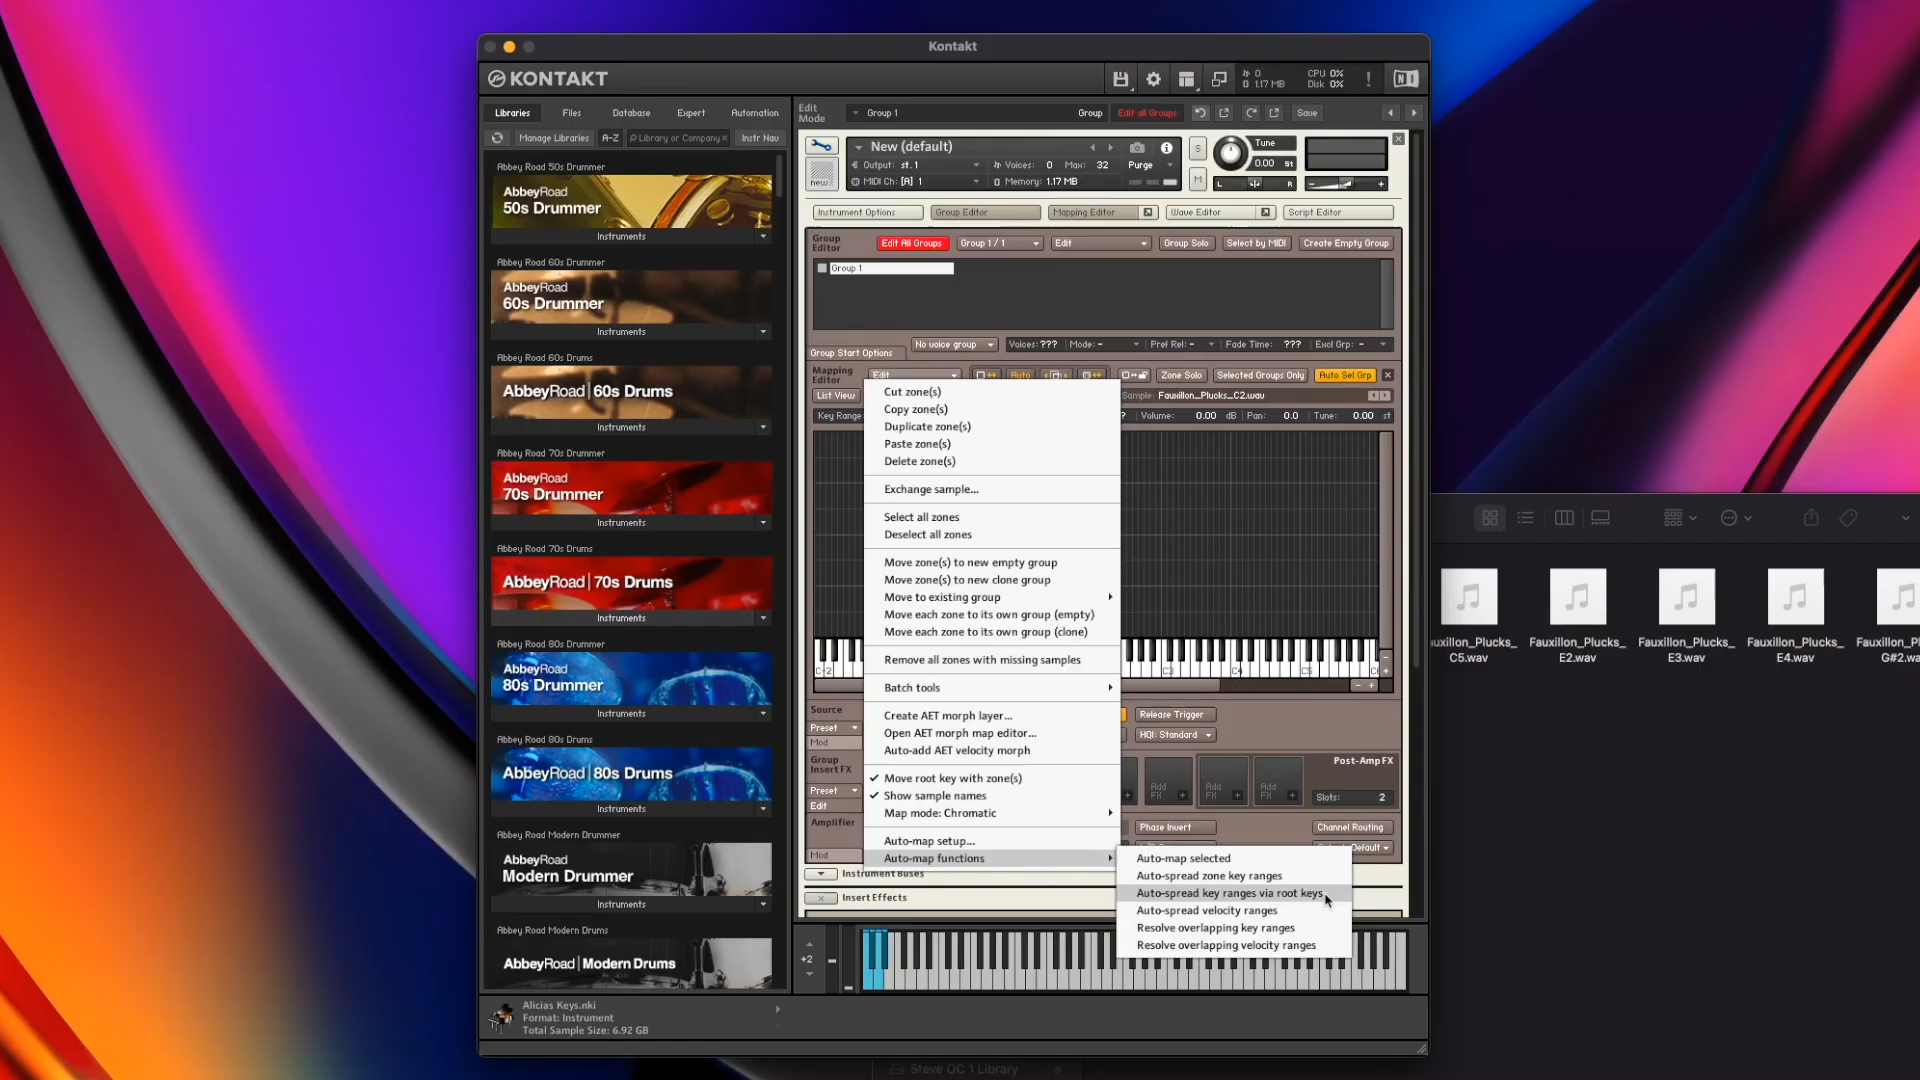 Kontakt
KONTAKT
0
0 1.17 MB
CPU 0%
Disk 0%
!
NI
Libraries
Files
Database
Expert
Automation
Manage Libraries
A-Z
Library or Company
Instr Nav
Abbey Road 50s Drummer
AbbeyRoad
50s Drummer
Instruments
Abbey Road 60s Drummer
AbbeyRoad
60s Drummer
Instruments
Abbey Road 60s Drums
AbbeyRoad | 60s Drums
Instruments
Abbey Road 70s Drummer
AbbeyRoad
70s Drummer
Instruments
Abbey Road 70s Drums
AbbeyRoad | 70s Drums
Instruments
Abbey Road 80s Drummer
AbbeyRoad
80s Drummer
Instruments
Abbey Road 80s Drums
AbbeyRoad | 80s Drums
Instruments
Abbey Road Modern Drummer
AbbeyRoad
Modern Drummer
Instruments
Abbey Road Modern Drums
AbbeyRoad | Modern Drums
Alicias Keys.nki
Format: Instrument
Total Sample Size: 6.92 GB
Edit
Mode
Group 1
Group
Edit all Groups
Save
new
New (default)
Output: st.1
Voices: 0
Max: 32
Purge
MIDI Ch: [A] 1
Memory: 1.17 MB
S
M
Tune
0.00 st
L
R
Instrument Options
Group Editor
Mapping Editor
Wave Editor
Script Editor
Group
Editor
Edit All Groups
Group 1 / 1
Edit
Group Solo
Select by MIDI
Create Empty Group
Group 1
Group Start Options
No voice group
Voices: ???
Mode: -
Pref Rel: -
Fade Time: ???
Excl Grp: -
Mapping
Editor
Edit
Auto
Zone Solo
Selected Groups Only
Auto Sel Grp
List View
Sample: Fauxillon_Plucks_C2.wav
Key Range:
?
Volume: 0.00 dB
Pan: 0.0
Tune: 0.00 st
Cut zone(s)
Copy zone(s)
Duplicate zone(s)
Paste zone(s)
Delete zone(s)
Exchange sample...
Select all zones
Deselect all zones
Move zone(s) to new empty group
Move zone(s) to new clone group
Move to existing group
Move each zone to its own group (empty)
Move each zone to its own group (clone)
Remove all zones with missing samples
Batch tools
Create AET morph layer...
Open AET morph map editor...
Auto-add AET velocity morph
Move root key with zone(s)
Show sample names
Map mode: Chromatic
Auto-map setup...
Auto-map functions
Auto-map selected
Auto-spread zone key ranges
Auto-spread key ranges via root keys
Auto-spread velocity ranges
Resolve overlapping key ranges
Resolve overlapping velocity ranges
C-2
C3
C4
C5
Source
Preset
Mod
Release Trigger
HQI: Standard
Group
Insert FX
Preset
Edit
Add
FX
Add
FX
Add
FX
Post-Amp FX
Slots: 2
Amplifier
Mod
Phase Invert
Channel Routing
Default
Instrument Buses
Insert Effects
+2
uxillon_Plucks_
C5.wav
Fauxillon_Plucks_
E2.wav
Fauxillon_Plucks_
E3.wav
Fauxillon_Plucks_
E4.wav
Fauxillon_P
G#2.wa
Steve OC 1 Library